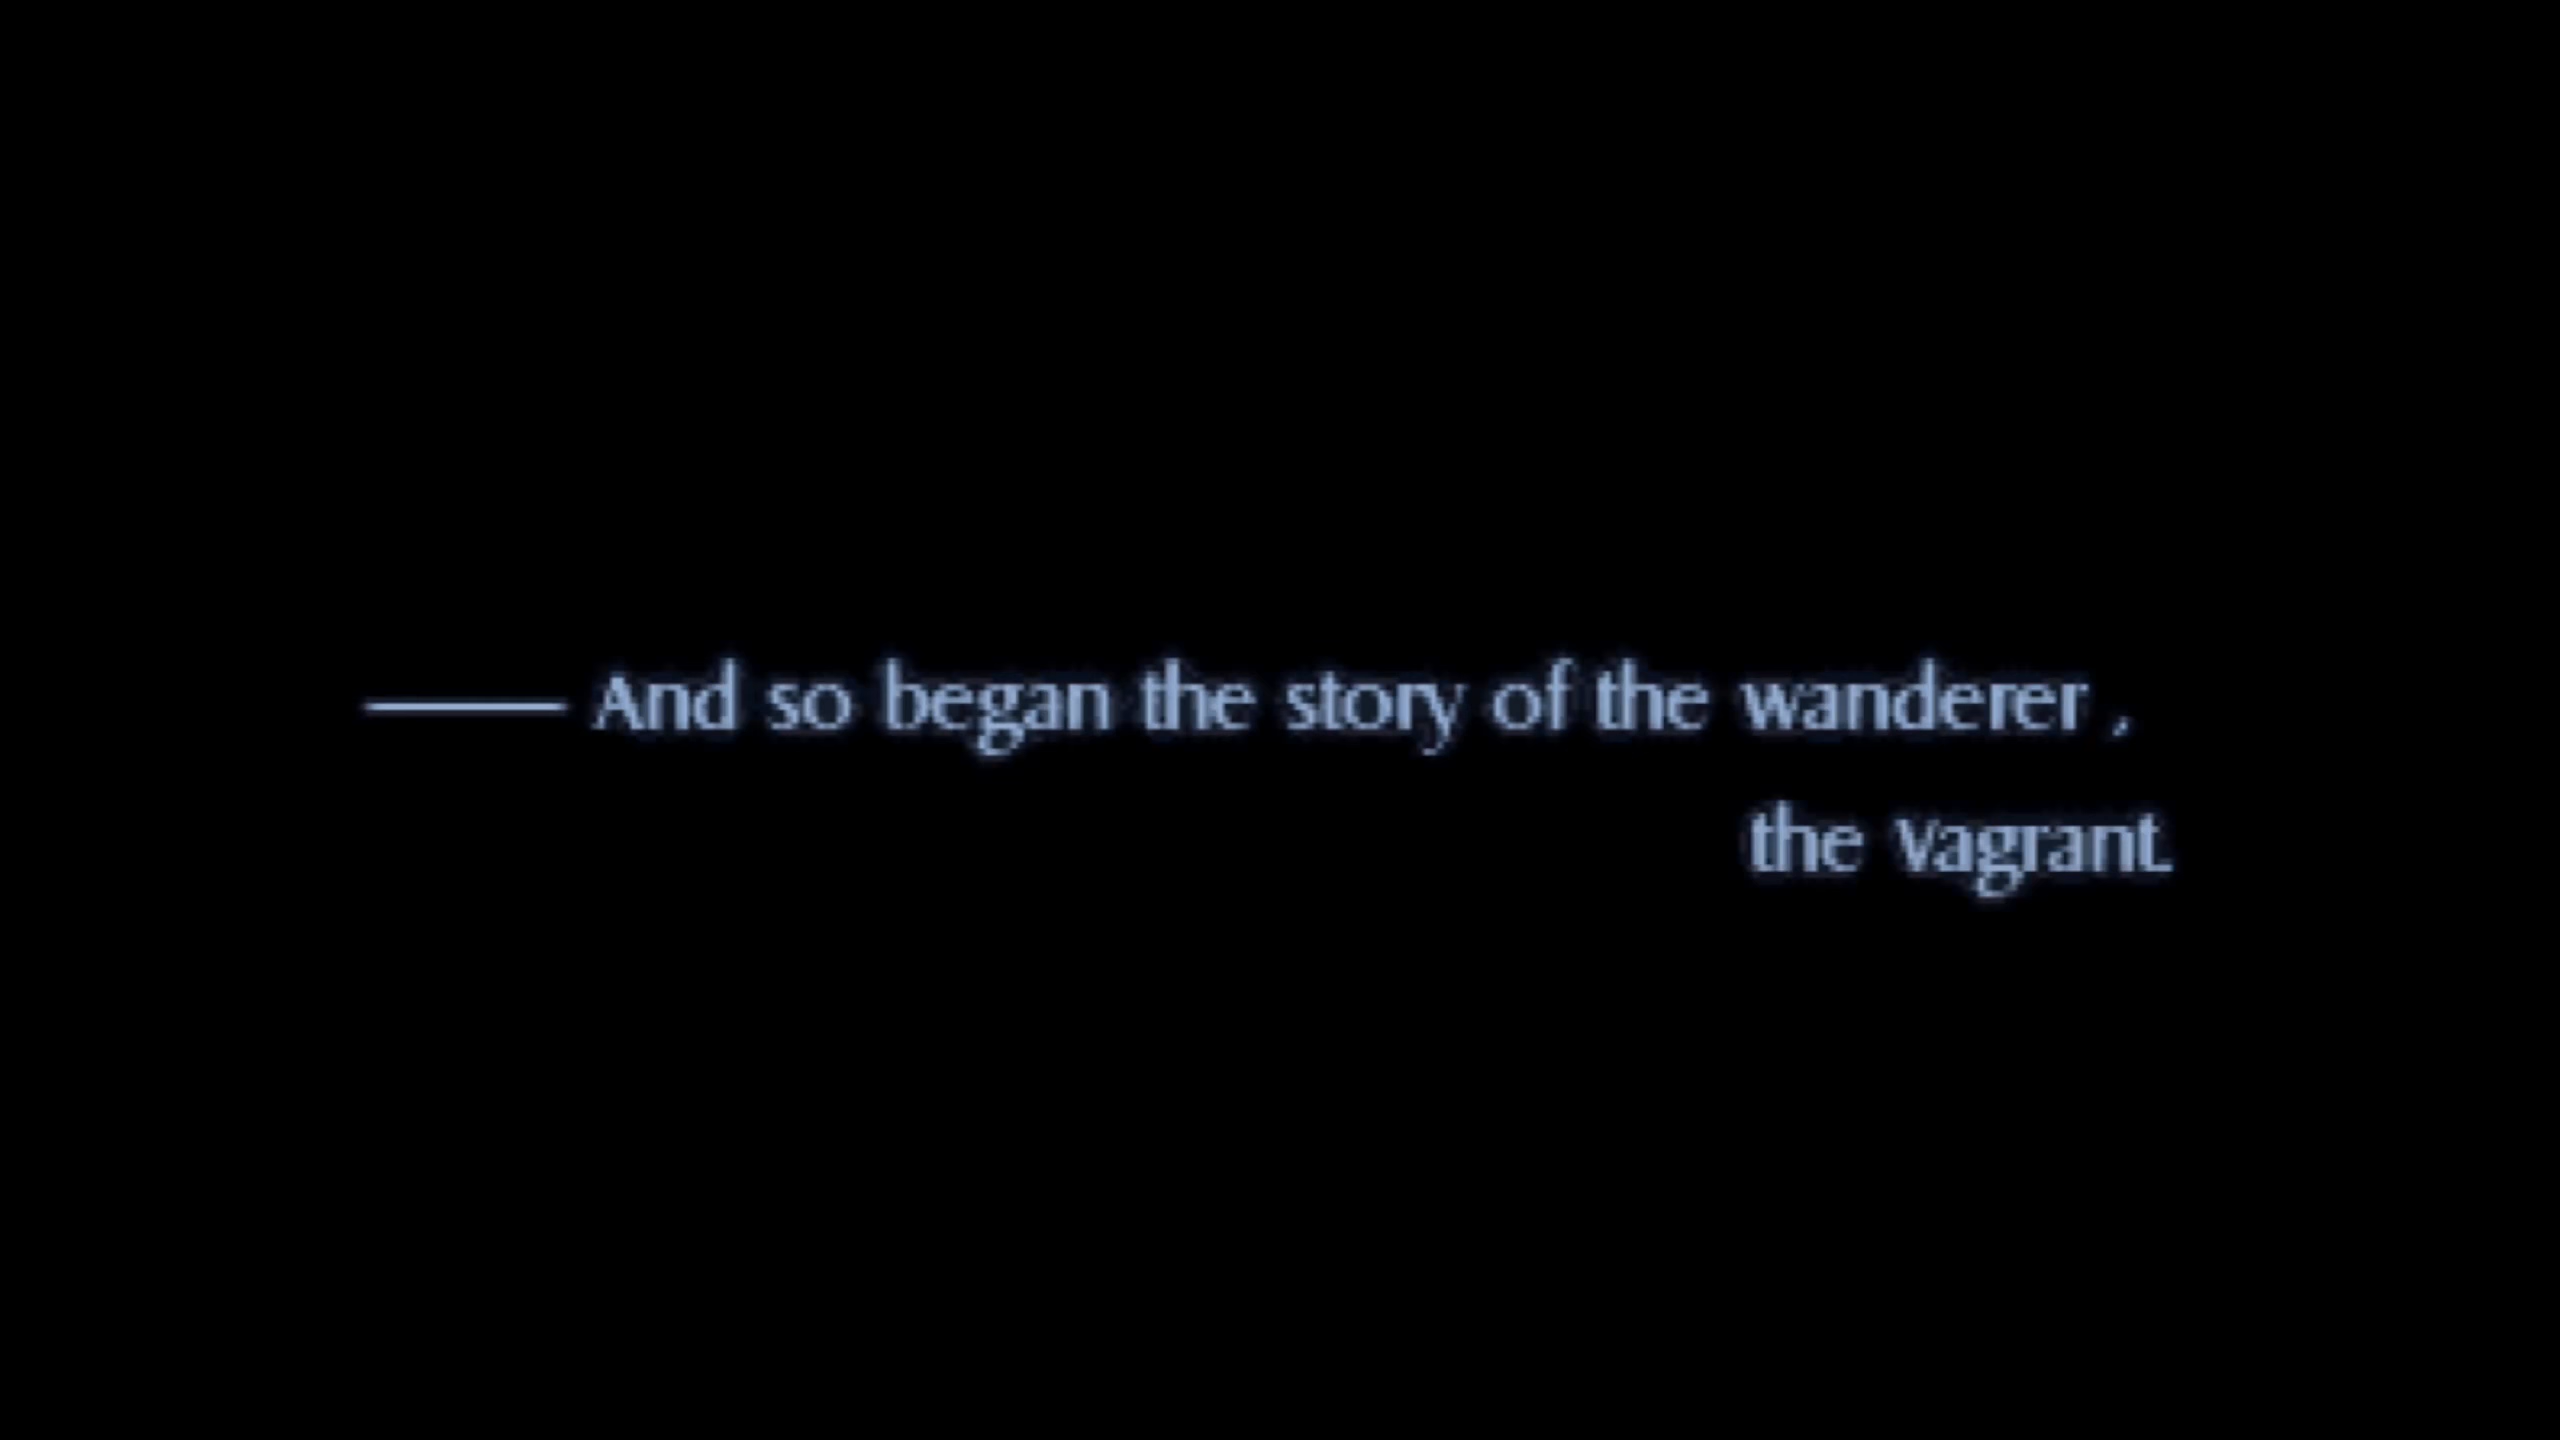 —— And so began the story of the wanderer ,
the vagrant.